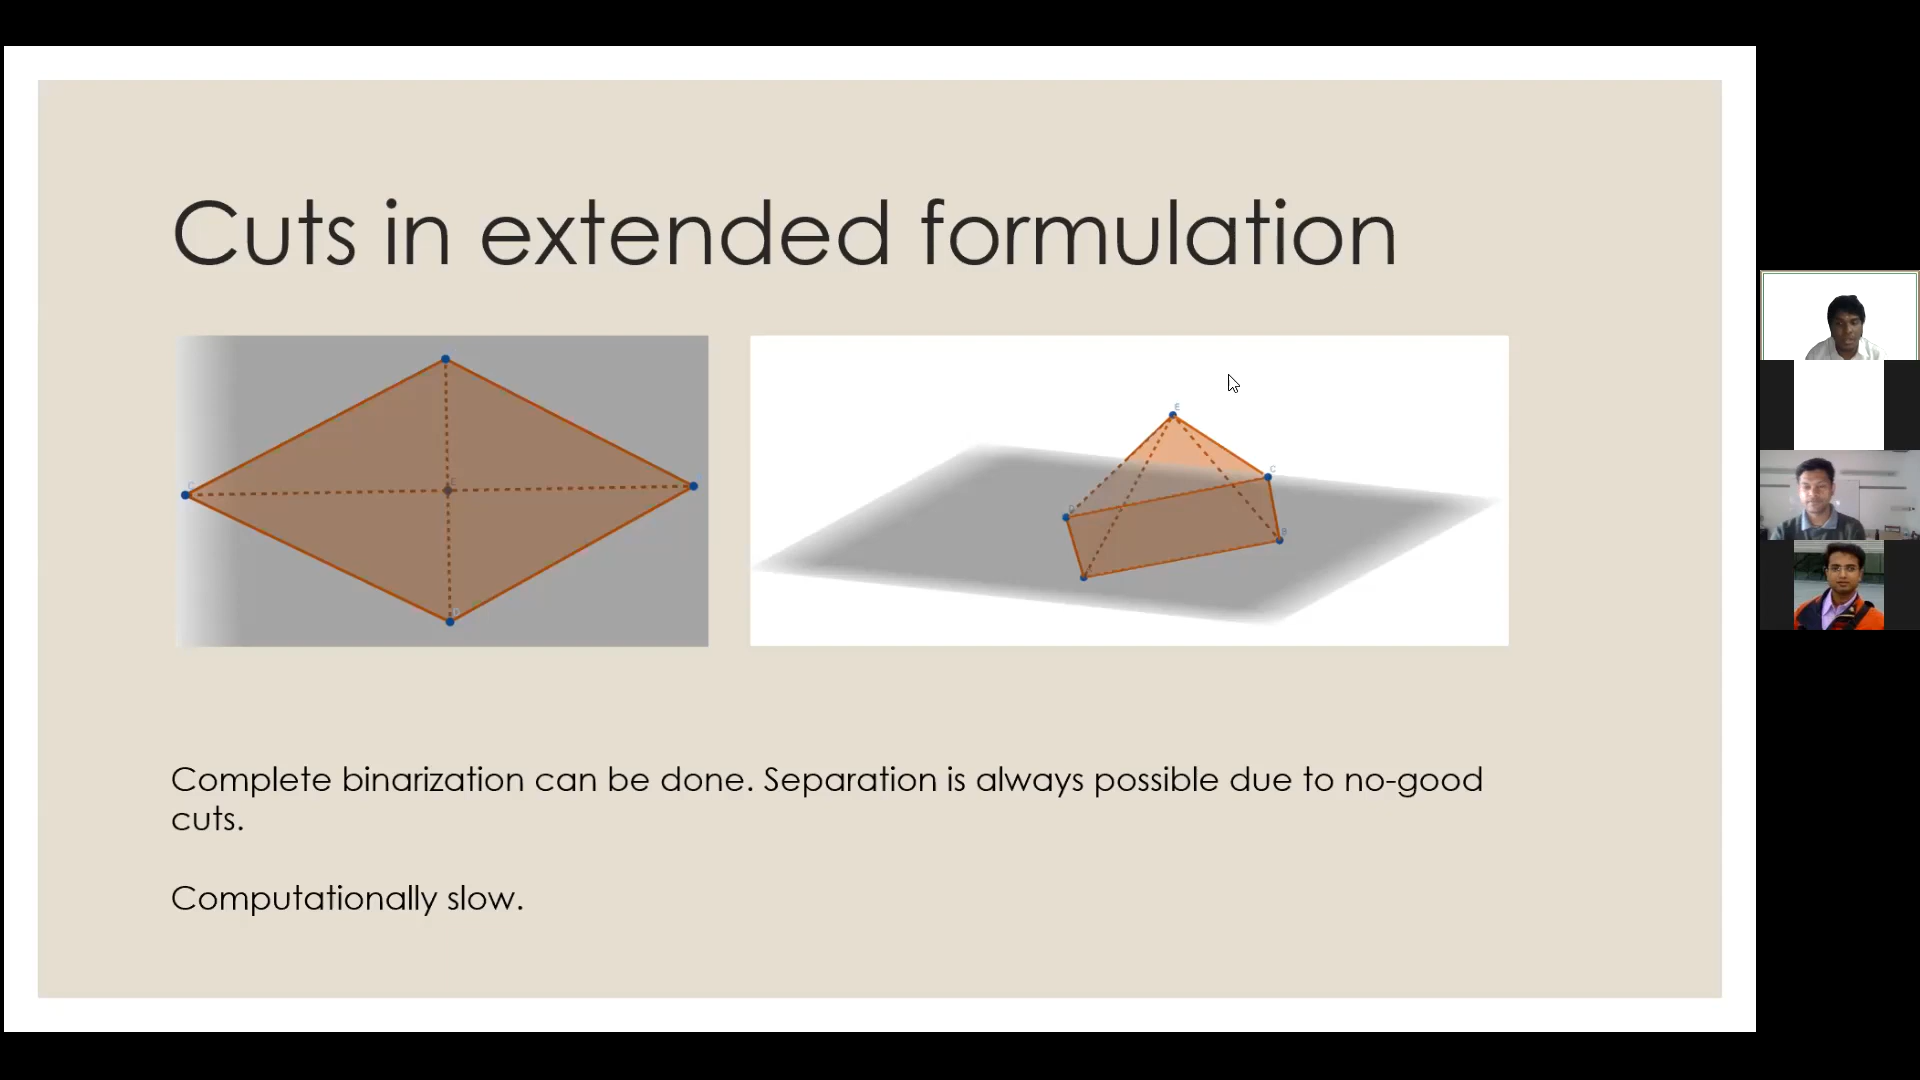 Cuts in extended formulation
C
E
D
E
C
D
B
Complete binarization can be done. Separation is always possible due to no-good
cuts.
Computationally slow.